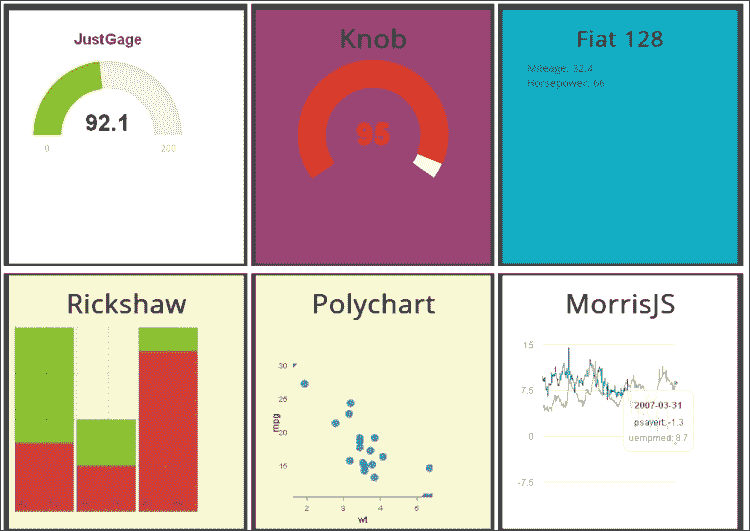 JustGage
92.1
0
200
Knob
95
Fiat 128
Mileage: 32.4
Horsepower: 66
Rickshaw
Polychart
30
25
20
15
mpg
2
3
4
5
wt
MorrisJS
15
7.5
0
-7.5
2007-03-31
psavert: -1.3
uempmed: 8.7